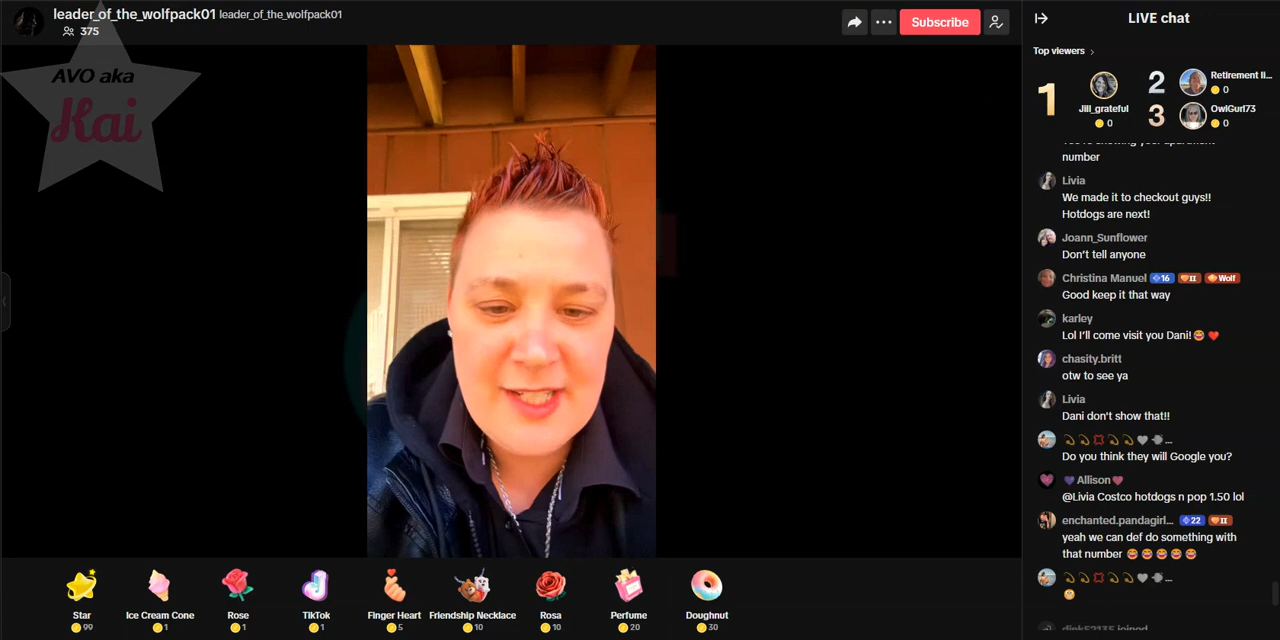 leader_of_the_wolfpack01 leader_of_the_wolfpack01
375
Subscribe
AVO aka
Kai
LIVE chat
Top viewers
1
Jill_grateful
0
2
Retirement li...
0
3
OwlGurl73
0
number
Livia
We made it to checkout guys!!
Hotdogs are next!
Joann_Sunflower
Don't tell anyone
Christina Manuel 16 II Wolf
Good keep it that way
karley
Lol I'll come visit you Dani!
chasity.britt
otw to see ya
Livia
Dani don't show that!!
...
Do you think they will Google you?
Allison
@Livia Costco hotdogs n pop 1.50 lol
enchanted.pandagirl... 22 II
yeah we can def do something with
that number
...
joined
Star
99
Ice Cream Cone
1
Rose
1
TikTok
1
Finger Heart
5
Friendship Necklace
10
Rosa
10
Perfume
20
Doughnut
30